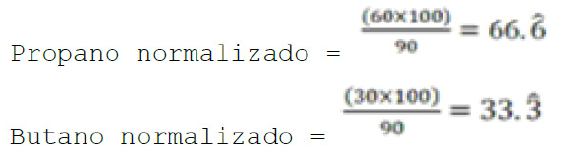 Propano normalizado = (60×100)/90 = 66.6̂
Butano normalizado = (30×100)/90 = 33.3̂